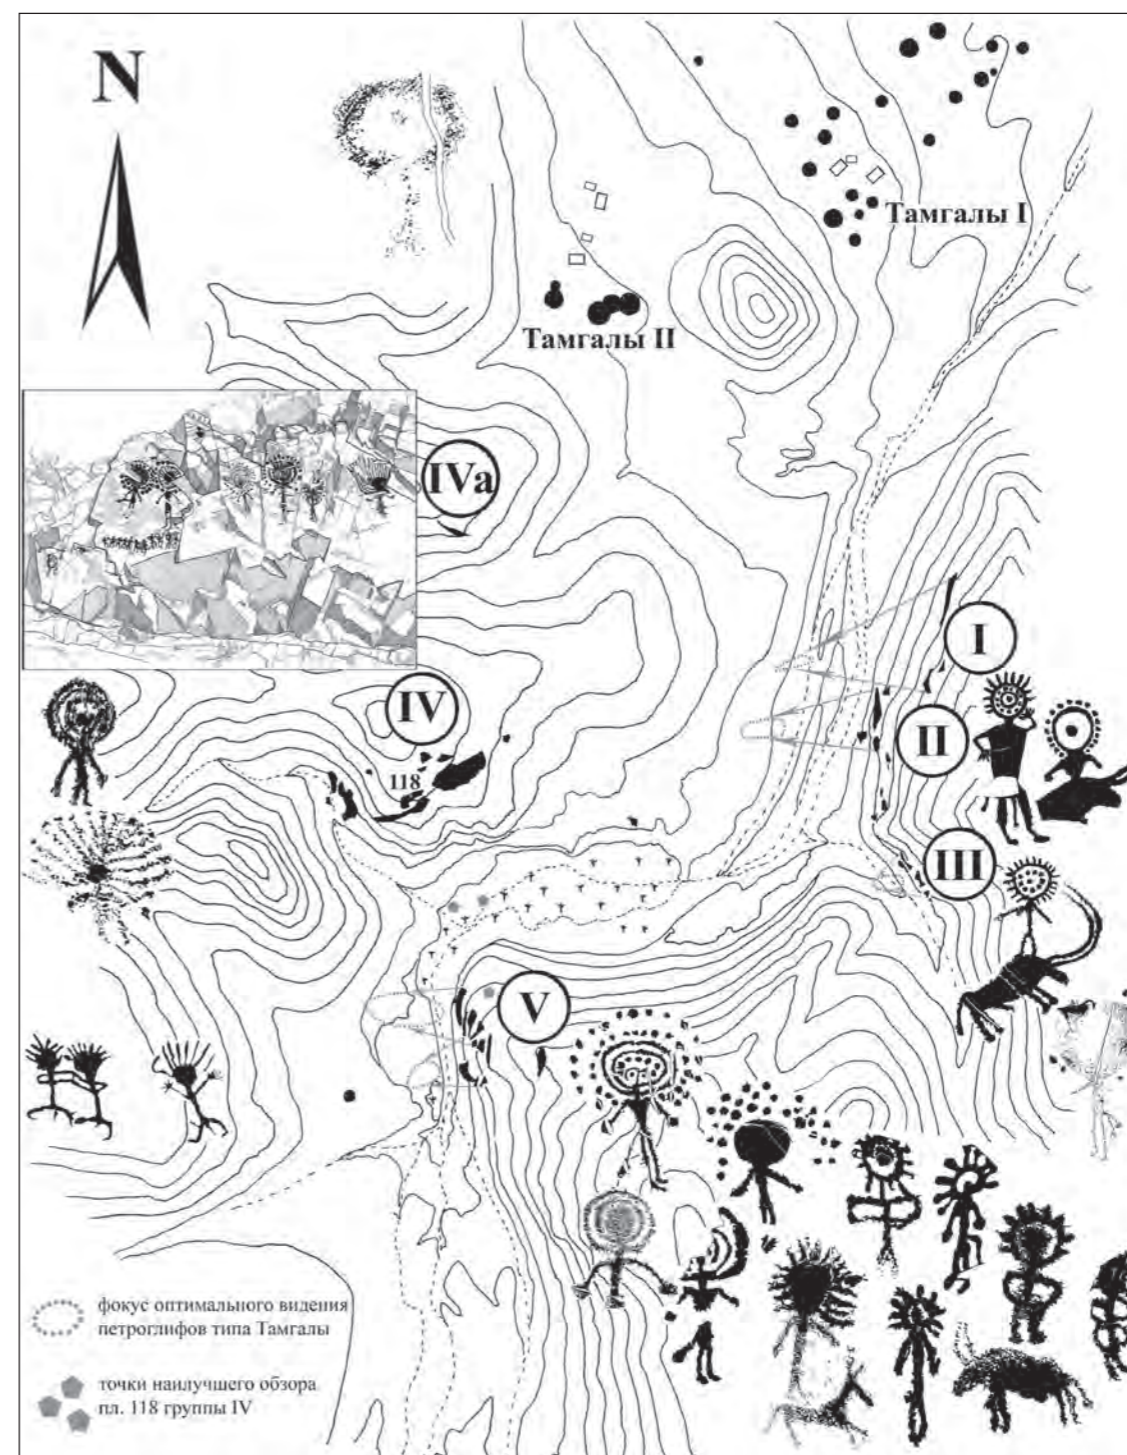 N
Тамгалы I
Тамгалы II
IVa
I
IV
II
118
III
V
фокус оптимального видения
петроглифов типа Тамгалы
точки наилучшего обзора
пл. 118 группы IV